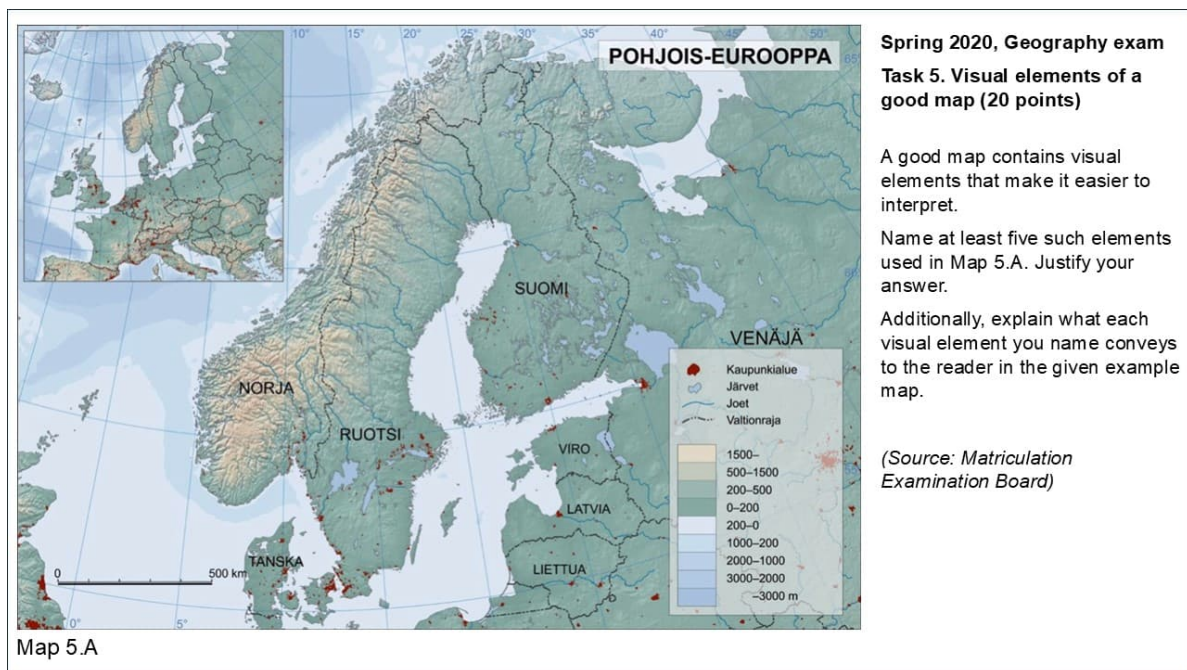 10°
15°
20°
25°
30°
35°
40°
45°
50°
POHJOIS-EUROOPPA
65°
60°
SUOMI
VENÄJÄ
NORJA
RUOTSI
VIRO
LATVIA
LIETTUA
TANSKA
Kaupunkialue
Järvet
Joet
Valtionraja
1500–
500–1500
200–500
0–200
200–0
1000–200
2000–1000
3000–2000
–3000 m
0 500 km
0°
5°
Map 5.A
Spring 2020, Geography exam
Task 5. Visual elements of a
good map (20 points)
A good map contains visual
elements that make it easier to
interpret.
Name at least five such elements
used in Map 5.A. Justify your
answer.
Additionally, explain what each
visual element you name conveys
to the reader in the given example
map.
(Source: Matriculation
Examination Board)